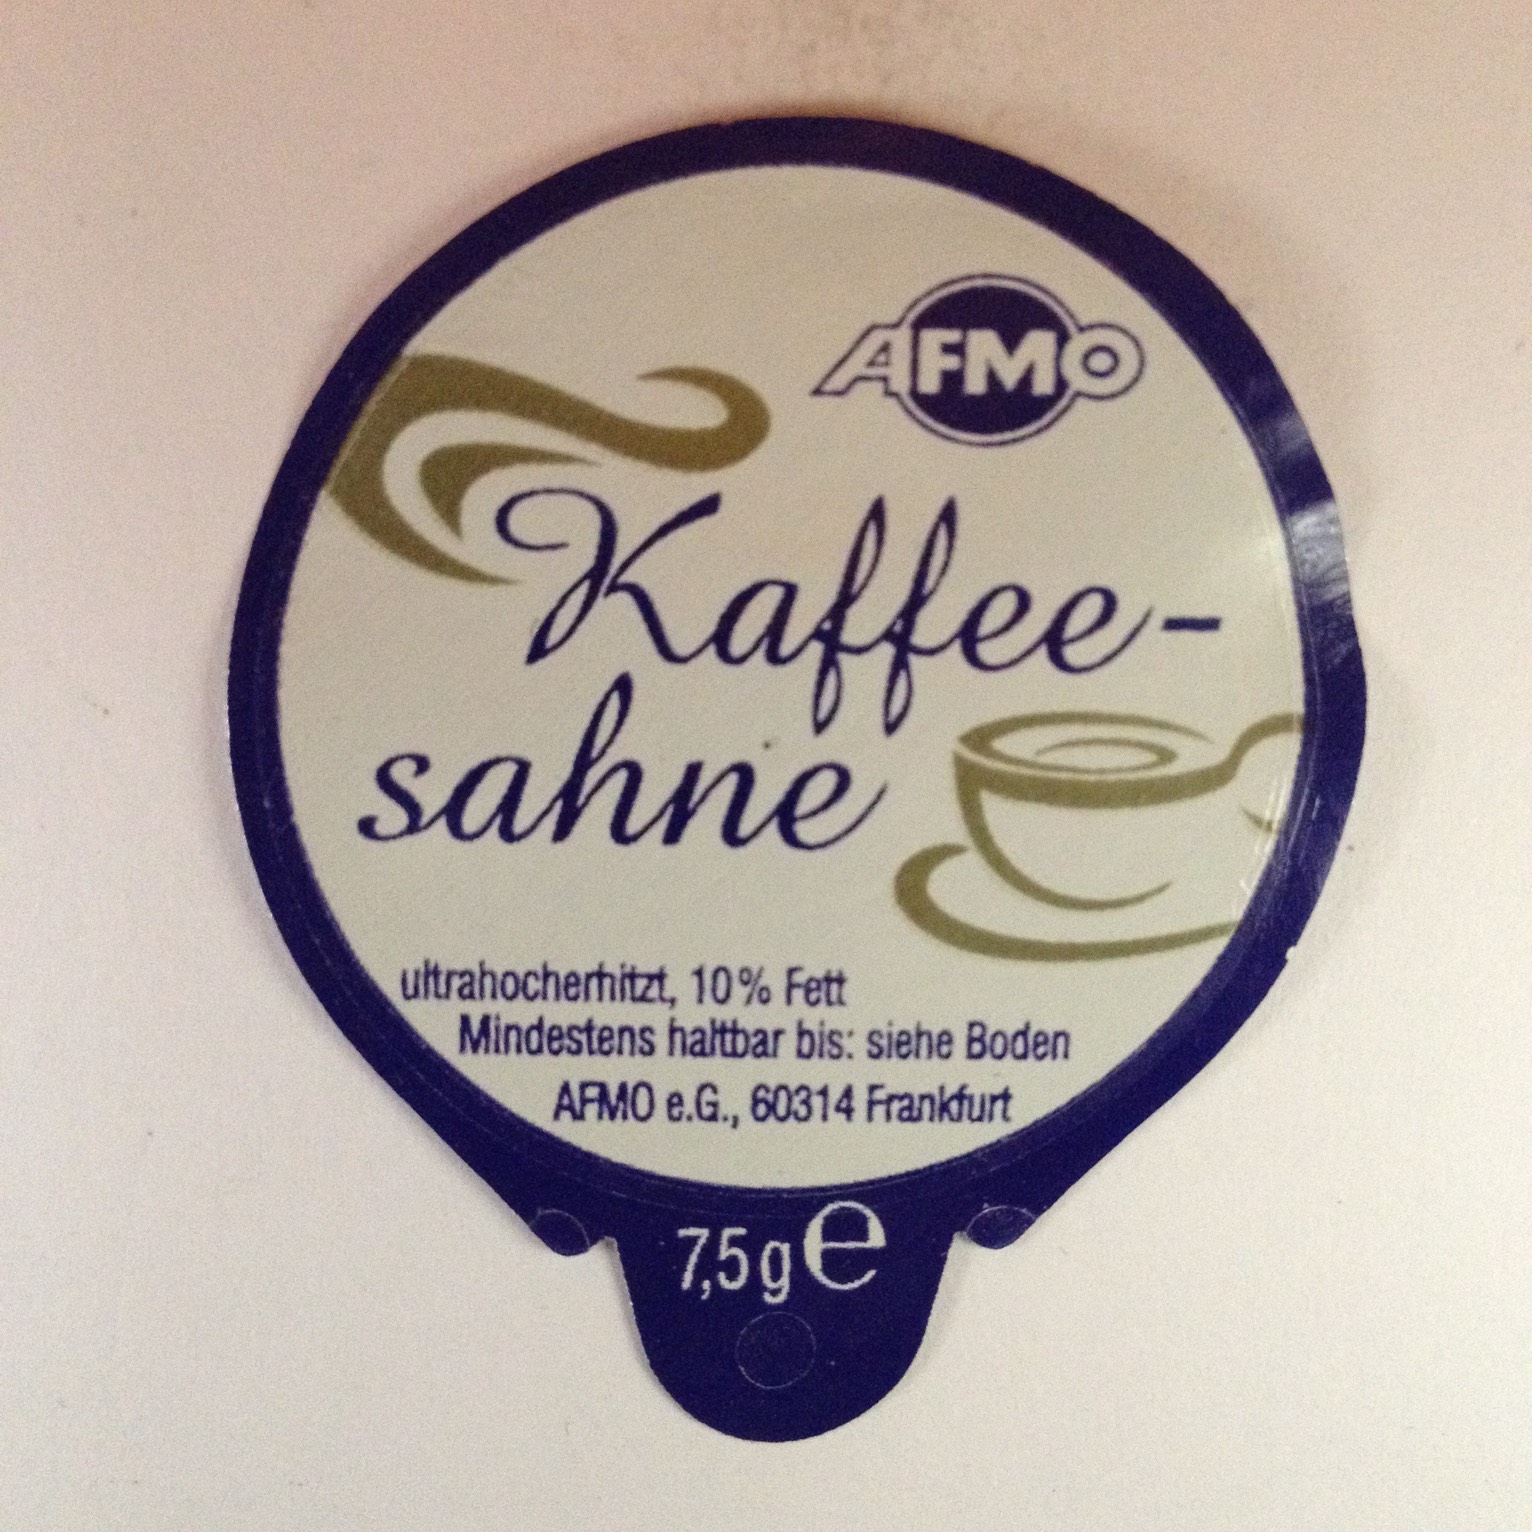 AFMO
Kaffee-
sahne
ultrahocherhitzt, 10% Fett
Mindestens haltbar bis: siehe Boden
AFMO e.G., 60314 Frankfurt
7,5g e